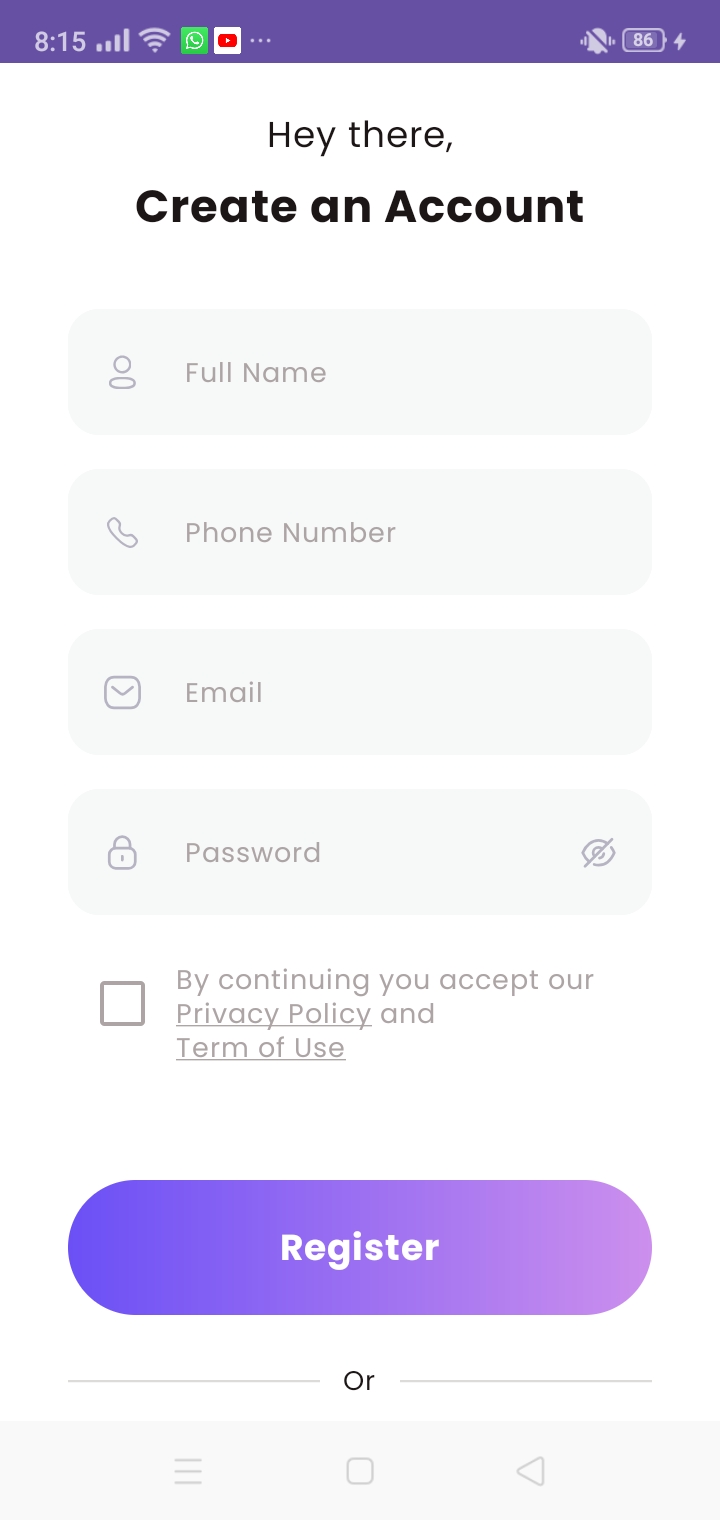 8:15
86
Hey there,
Create an Account
Full Name
Phone Number
Email
Password
By continuing you accept our
Privacy Policy and
Term of Use
Register
Or